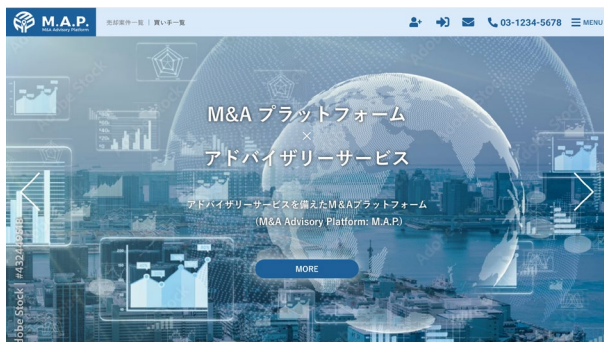 M.A.P.
M&A Advisory Platform
売却案件一覧 | 買い手一覧
03-1234-5678
MENU
M&A プラットフォーム
×
アドバイザリーサービス
アドバイザリーサービスを備えたM&Aプラットフォーム
(M&A Advisory Platform: M.A.P.)
MORE
Adobe Stock